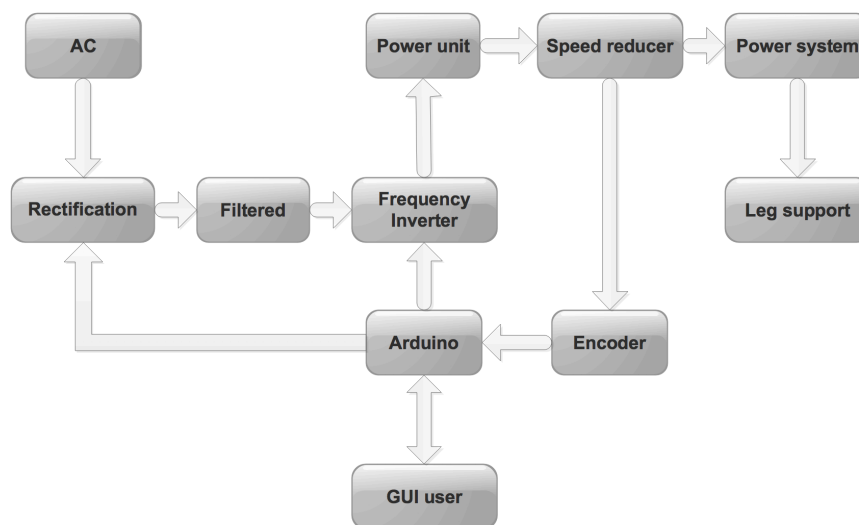 AC
Power unit
Speed reducer
Power system
Rectification
Filtered
Frequency
Inverter
Leg support
Arduino
Encoder
GUI user